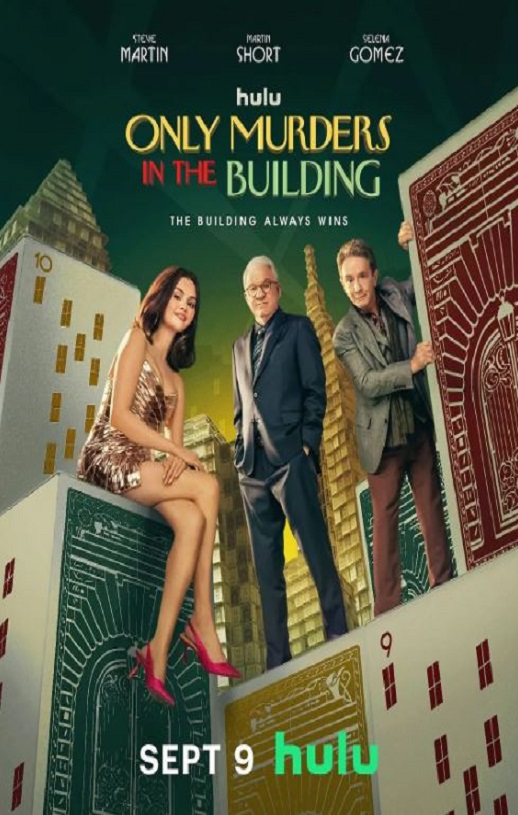 STEVE
MARTIN
MARTIN
SHORT
SELENA
GOMEZ
hulu
ONLY MURDERS
IN THE BUILDING
THE BUILDING ALWAYS WINS
10
9
SEPT 9 hulu